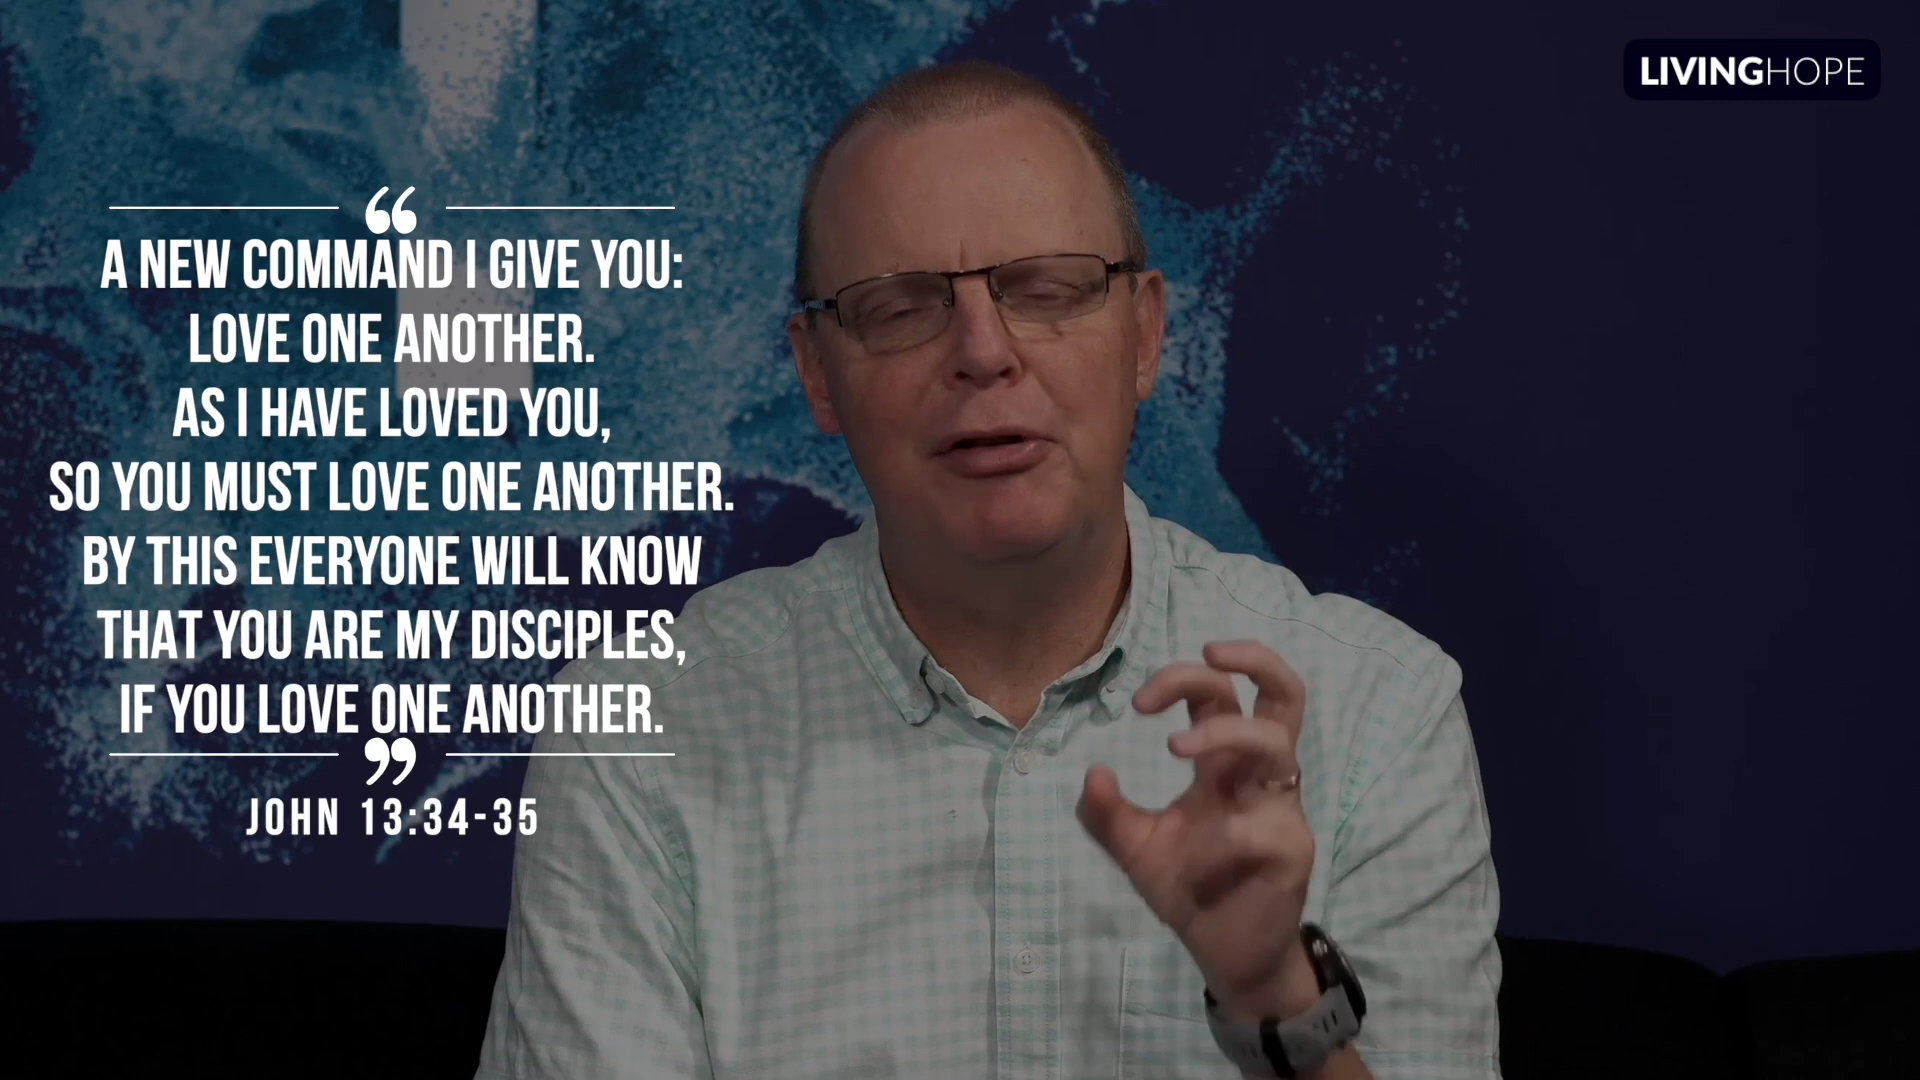 LIVINGHOPE
“
A NEW COMMAND I GIVE YOU:
LOVE ONE ANOTHER.
AS I HAVE LOVED YOU,
SO YOU MUST LOVE ONE ANOTHER.
BY THIS EVERYONE WILL KNOW
THAT YOU ARE MY DISCIPLES,
IF YOU LOVE ONE ANOTHER.
”
JOHN 13:34-35